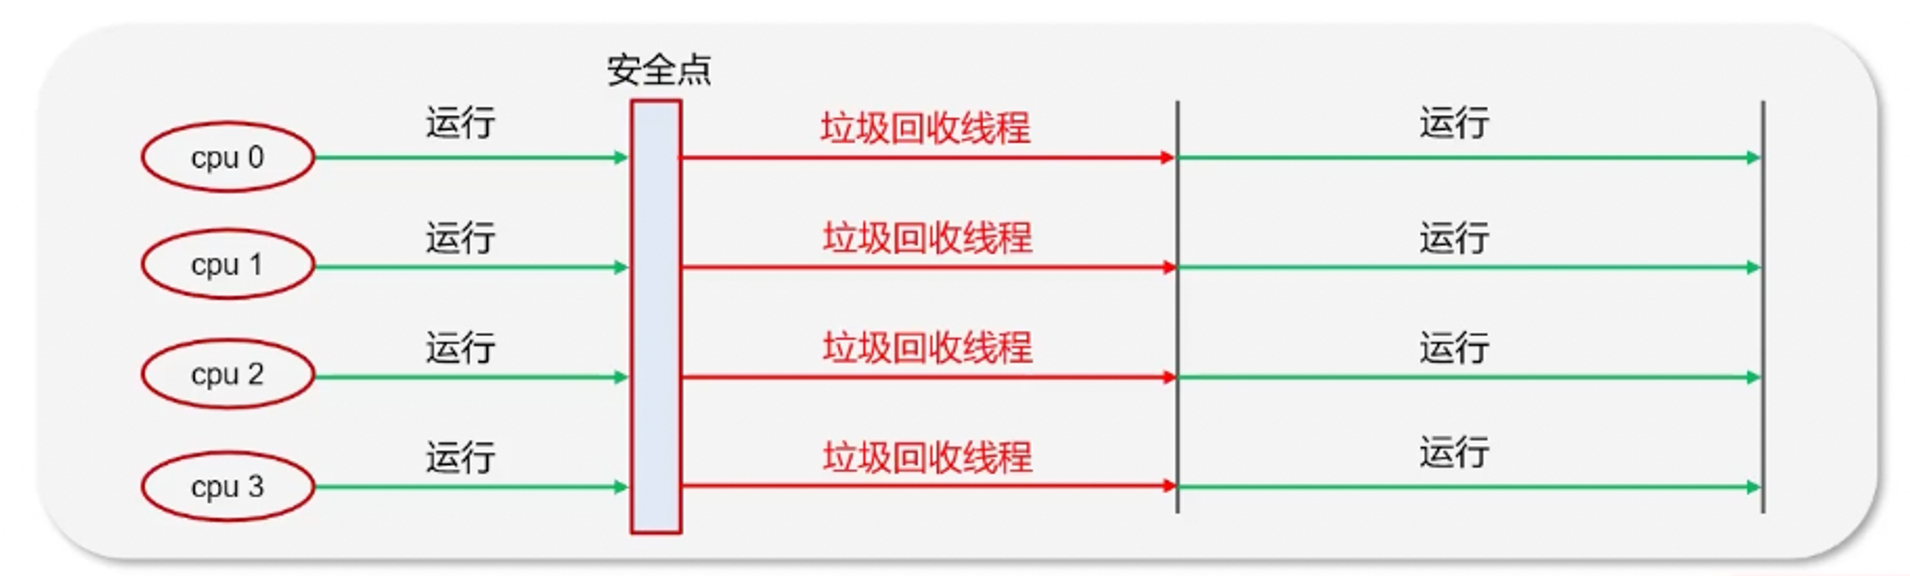 安全点
运行
垃圾回收线程
运行
cpu 0
运行
垃圾回收线程
运行
cpu 1
运行
垃圾回收线程
运行
cpu 2
运行
垃圾回收线程
运行
cpu 3